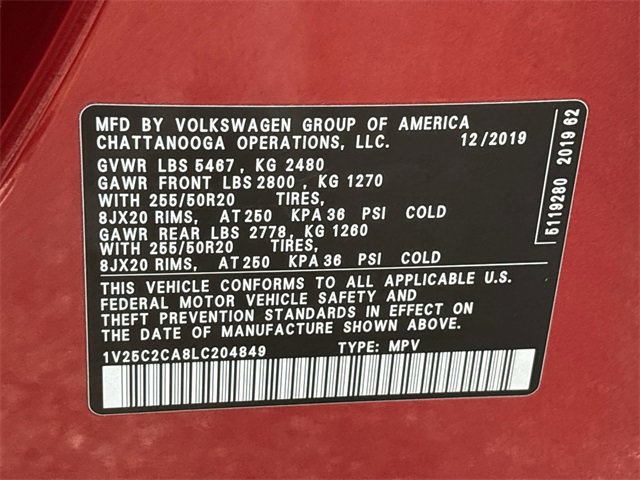 MFD BY VOLKSWAGEN GROUP OF AMERICA
CHATTANOOGA OPERATIONS, LLC. 12/2019
GVWR LBS 5467, KG 2480
GAWR FRONT LBS 2800, KG 1270
WITH 255/50R20 TIRES,
8JX20 RIMS, AT 250 KPA 36 PSI COLD
GAWR REAR LBS 2778, KG 1260
WITH 255/50R20 TIRES,
8JX20 RIMS, AT 250 KPA 36 PSI COLD
THIS VEHICLE CONFORMS TO ALL APPLICABLE U.S.
FEDERAL MOTOR VEHICLE SAFETY AND
THEFT PREVENTION STANDARDS IN EFFECT ON
THE DATE OF MANUFACTURE SHOWN ABOVE.
1V25C2CA8LC204849 TYPE: MPV
5119280 2019 62